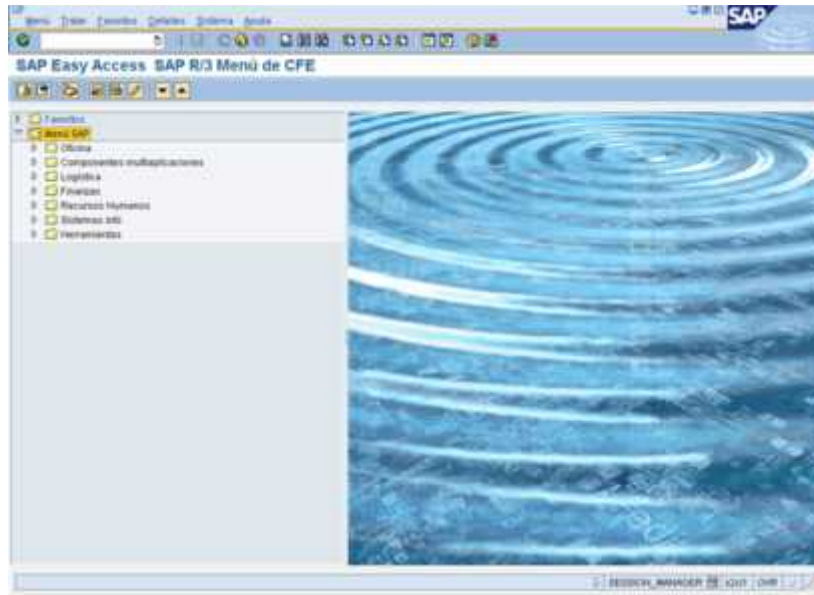 Menú Tratar Favoritos Detalles Sistema Ayuda
SAP
SAP Easy Access SAP R/3 Menú de CFE
Favoritos
Menú SAP
Oficina
Componentes multiaplicaciones
Logística
Finanzas
Recursos Humanos
Sistemas info
Herramientas
SESSION_MANAGER OVR